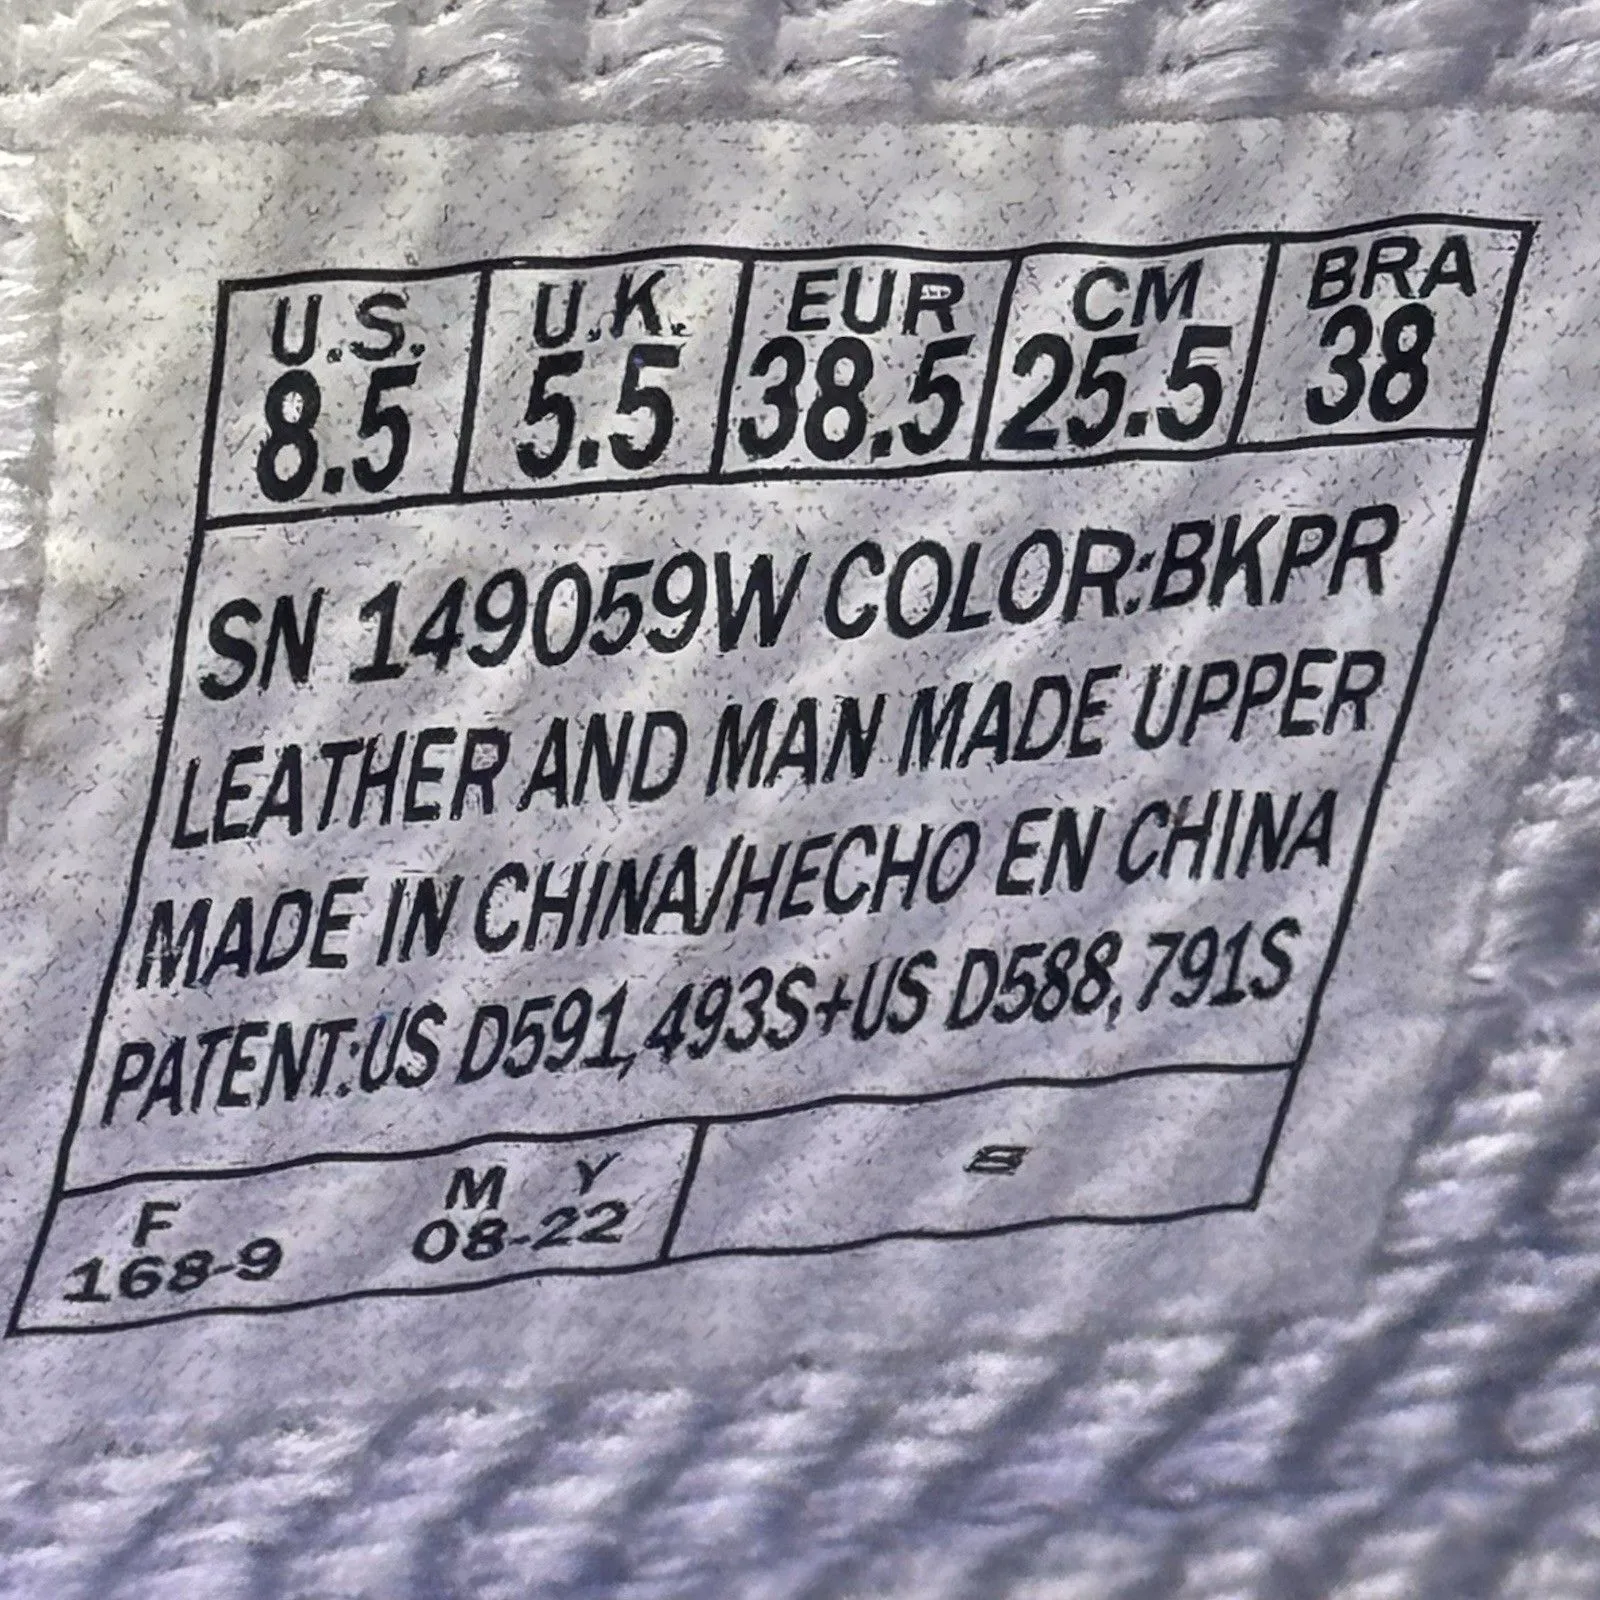 U.S. U.K. EUR CM BRA
8.5 5.5 38.5 25.5 38
SN 149059W COLOR:BKPR
LEATHER AND MAN MADE UPPER
MADE IN CHINA/HECHO EN CHINA
PATENT:US D591,493S+US D588,791S
F M Y
168-9 08-22